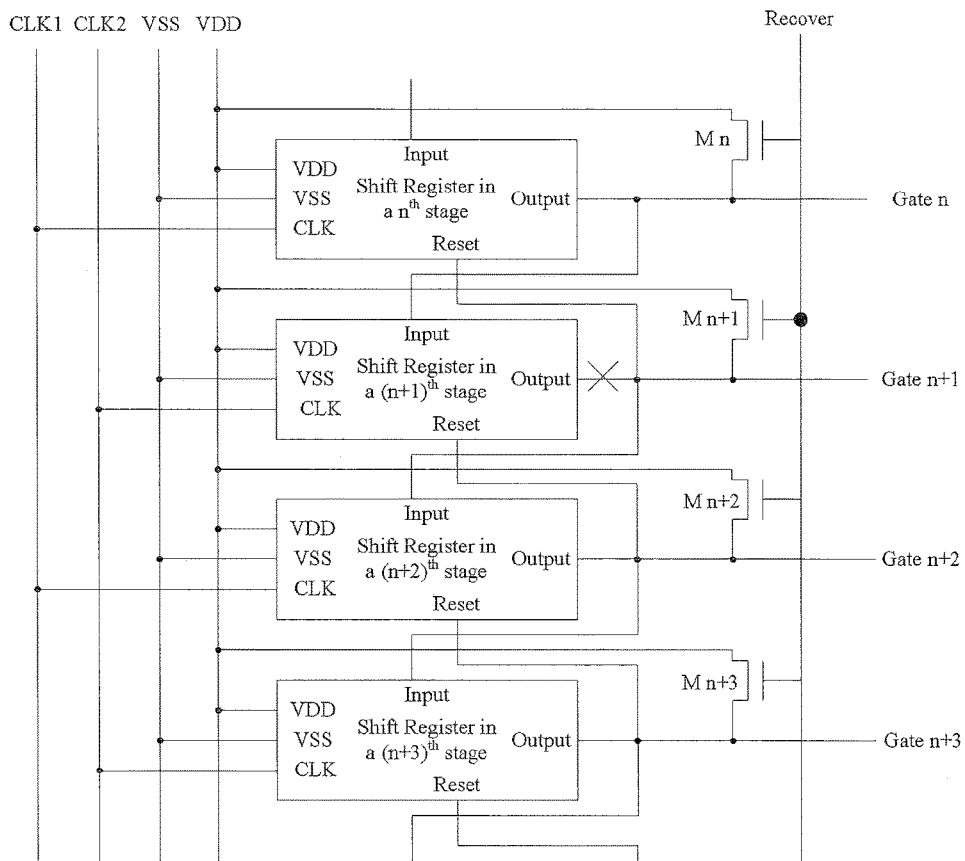 CLK1 CLK2 VSS VDD
Recover
Input
VDD
VSS
CLK
Shift Register in
a nth stage
Output
Reset
M n
Gate n
Input
VDD
VSS
CLK
Shift Register in
a (n+1)th stage
Output
Reset
M n+1
Gate n+1
Input
VDD
VSS
CLK
Shift Register in
a (n+2)th stage
Output
Reset
M n+2
Gate n+2
Input
VDD
VSS
CLK
Shift Register in
a (n+3)th stage
Output
Reset
M n+3
Gate n+3